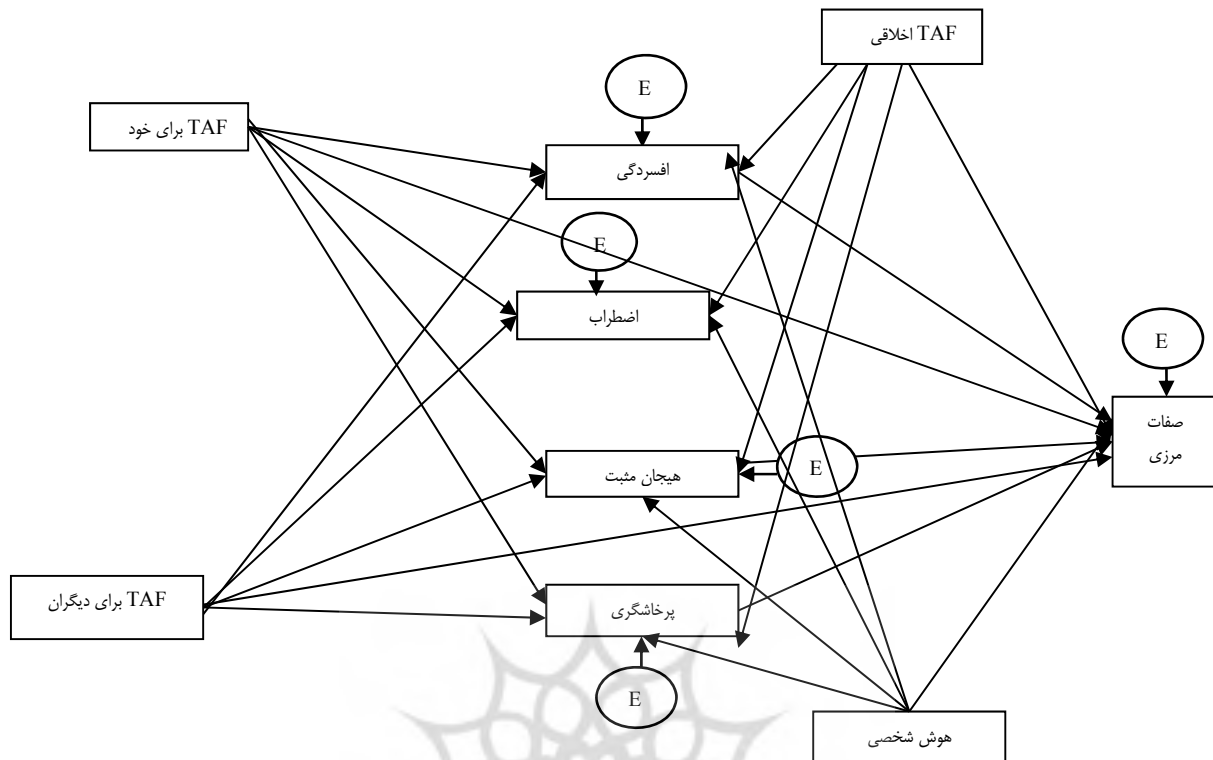 TAF اخلاقی
E
TAF برای خود
افسردگی
E
اضطراب
E
صفات
مرزی
هیجان مثبت
E
TAF برای دیگران
پرخاشگری
E
هوش شخصی